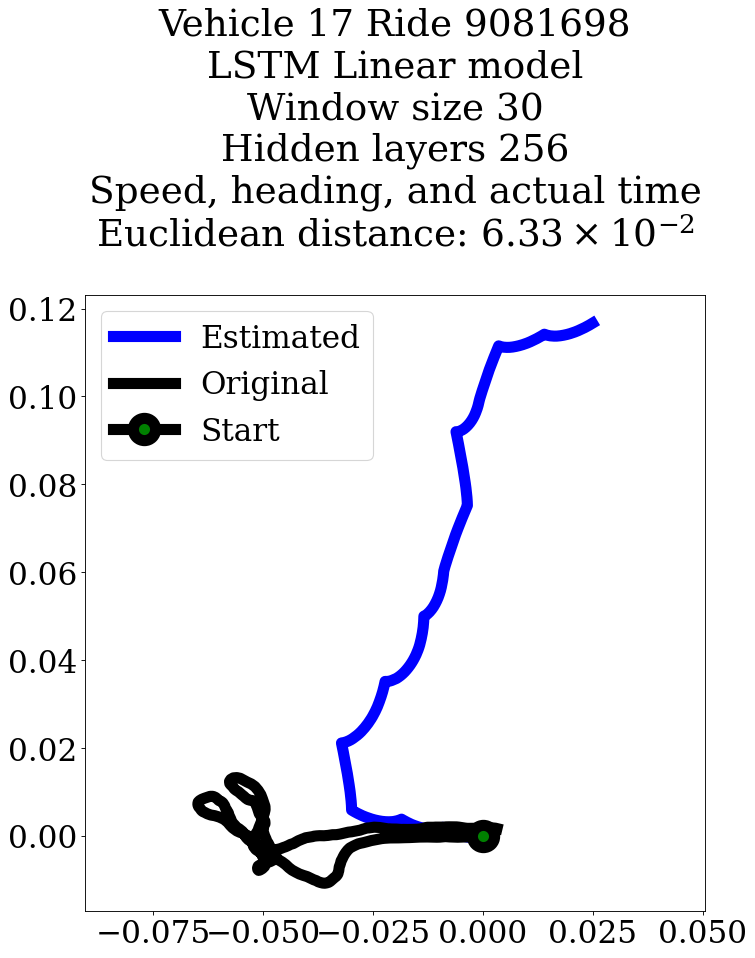 Vehicle 17 Ride 9081698
LSTM Linear model
Window size 30
Hidden layers 256
Speed, heading, and actual time
Euclidean distance: 6.33 × 10⁻²
Estimated
Original
Start
0.12
0.10
0.08
0.06
0.04
0.02
0.00
−0.075 −0.050 −0.025 0.000 0.025 0.050